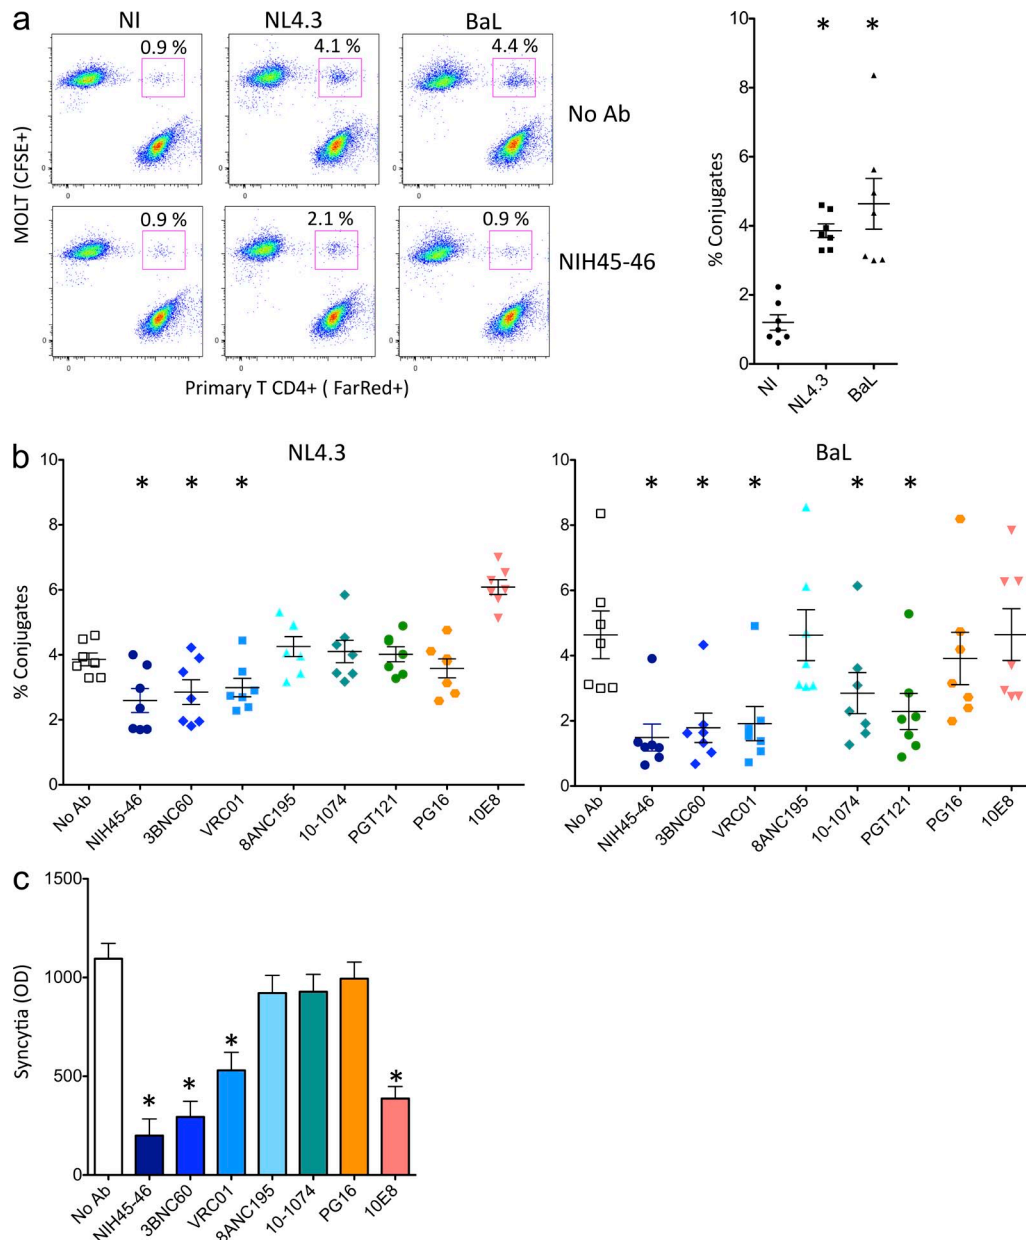 a
NI NL4.3 BaL
0.9 % 4.1 % 4.4 %
No Ab
0 0 0
0 0 0
0.9 % 2.1 % 0.9 %
NIH45-46
0 0 0
0 0 0
MOLT (CFSE+)
Primary T CD4+ ( FarRed+)
10
8
6
4
2
0
% Conjugates
* *
NI NL4.3 BaL
b
NL4.3
10
8
6
4
2
0
% Conjugates
* * *
No Ab NIH45-46 3BNC60 VRC01 8ANC195 10-1074 PGT121 PG16 10E8
BaL
10
8
6
4
2
0
* * * * *
No Ab NIH45-46 3BNC60 VRC01 8ANC195 10-1074 PGT121 PG16 10E8
c
1500
1000
500
0
Syncytia (OD)
* * * *
No Ab NIH45-46 3BNC60 VRC01 8ANC195 10-1074 PG16 10E8